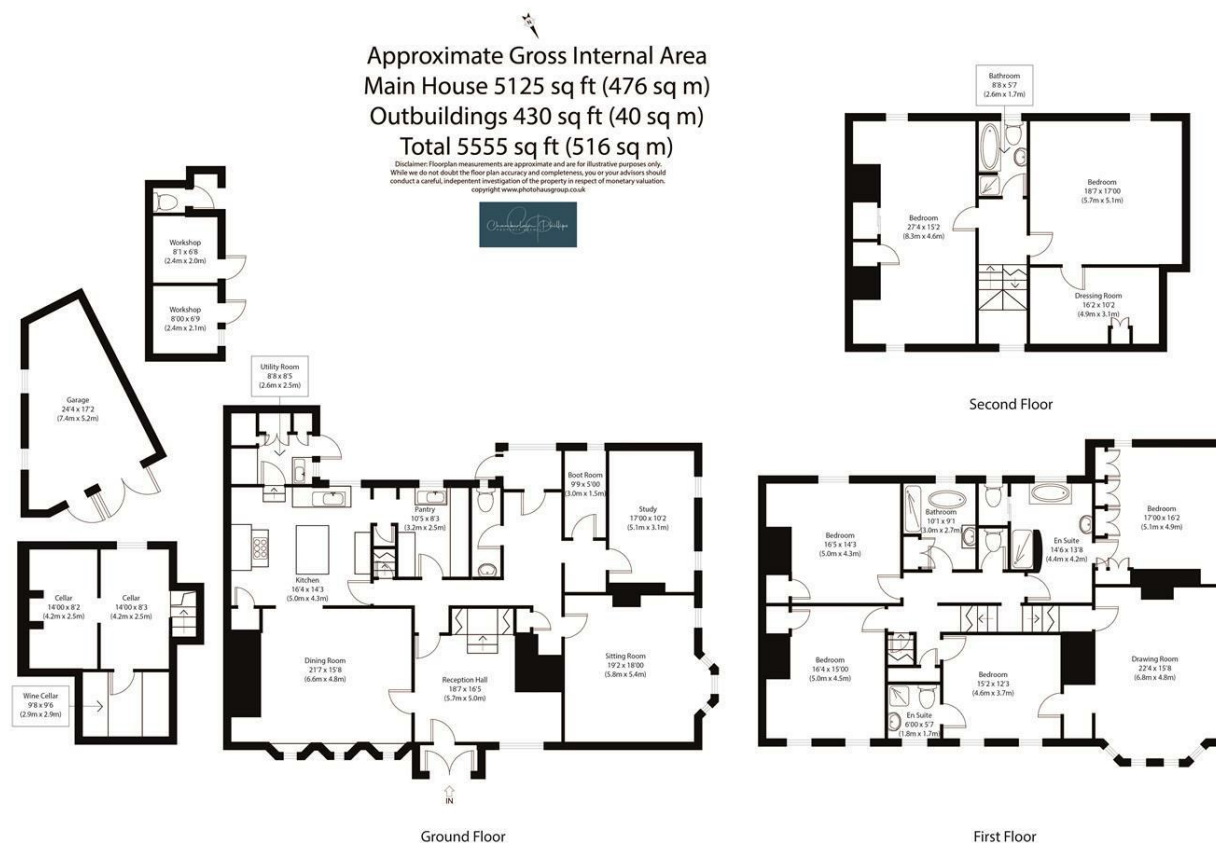 N
Approximate Gross Internal Area
Main House 5125 sq ft (476 sq m)
Outbuildings 430 sq ft (40 sq m)
Total 5555 sq ft (516 sq m)
Disclaimer: Floorplan measurements are approximate and are for illustrative purposes only.
While we do not doubt the floor plan accuracy and completeness, you or your advisors should
conduct a careful, independent investigation of the property in respect of monetary valuation.
copyright www.photohausgroup.co.uk
Chamberlain Phillips
Workshop
8'1 x 6'8
(2.4m x 2.0m)
Workshop
8'00 x 6'9
(2.4m x 2.1m)
Garage
24'4 x 17'2
(7.4m x 5.2m)
Cellar
14'00 x 8'2
(4.2m x 2.5m)
Cellar
14'00 x 8'3
(4.2m x 2.5m)
Wine Cellar
9'8 x 9'6
(2.9m x 2.9m)
Utility Room
8'8 x 8'5
(2.6m x 2.5m)
Kitchen
16'4 x 14'3
(5.0m x 4.3m)
Pantry
10'5 x 8'3
(3.2m x 2.5m)
Boot Room
9'9 x 5'00
(3.0m x 1.5m)
Study
17'00 x 10'2
(5.1m x 3.1m)
Dining Room
21'7 x 15'8
(6.6m x 4.8m)
Reception Hall
18'7 x 16'5
(5.7m x 5.0m)
Sitting Room
19'2 x 18'00
(5.8m x 5.4m)
IN
Ground Floor
Bathroom
8'8 x 5'7
(2.6m x 1.7m)
Bedroom
27'4 x 15'2
(8.3m x 4.6m)
Bedroom
18'7 x 17'00
(5.7m x 5.1m)
Dressing Room
16'2 x 10'2
(4.9m x 3.1m)
Second Floor
Bedroom
16'5 x 14'3
(5.0m x 4.3m)
Bathroom
10'1 x 9'1
(3.0m x 2.7m)
En Suite
14'6 x 13'8
(4.4m x 4.2m)
Bedroom
17'00 x 16'2
(5.1m x 4.9m)
Bedroom
16'4 x 15'00
(5.0m x 4.5m)
En Suite
6'00 x 5'7
(1.8m x 1.7m)
Bedroom
15'2 x 12'3
(4.6m x 3.7m)
Drawing Room
22'4 x 15'8
(6.8m x 4.8m)
First Floor